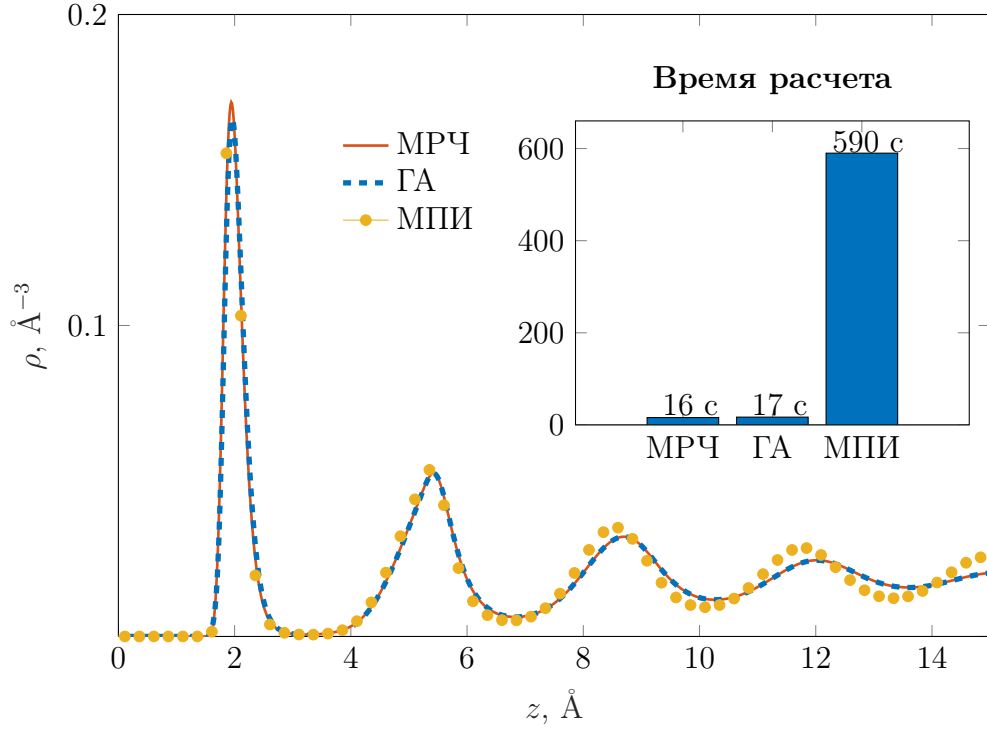 0.2
Время расчета
МРЧ
ГА
МПИ
600
590 с
400
200
16 с
17 с
0
МРЧ
ГА
МПИ
ρ, Å⁻³
0.1
0
2
4
6
8
10
12
14
z, Å